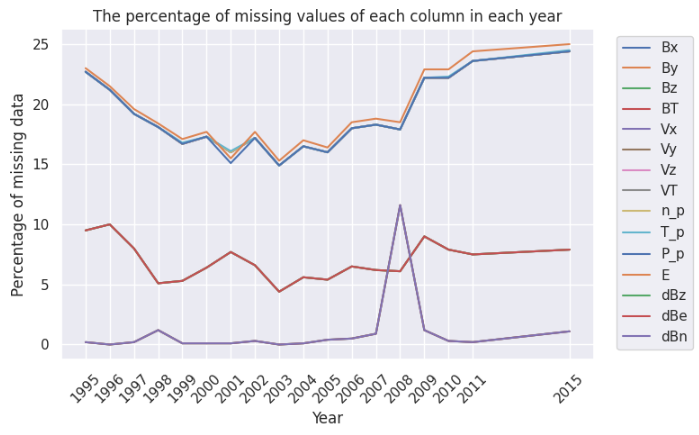 The percentage of missing values of each column in each year
25
20
15
10
5
0
Percentage of missing data
1995
1996
1997
1998
1999
2000
2001
2002
2003
2004
2005
2006
2007
2008
2009
2010
2011
2015
Year
Bx
By
Bz
BT
Vx
Vy
Vz
VT
n_p
T_p
P_p
E
dBz
dBe
dBn